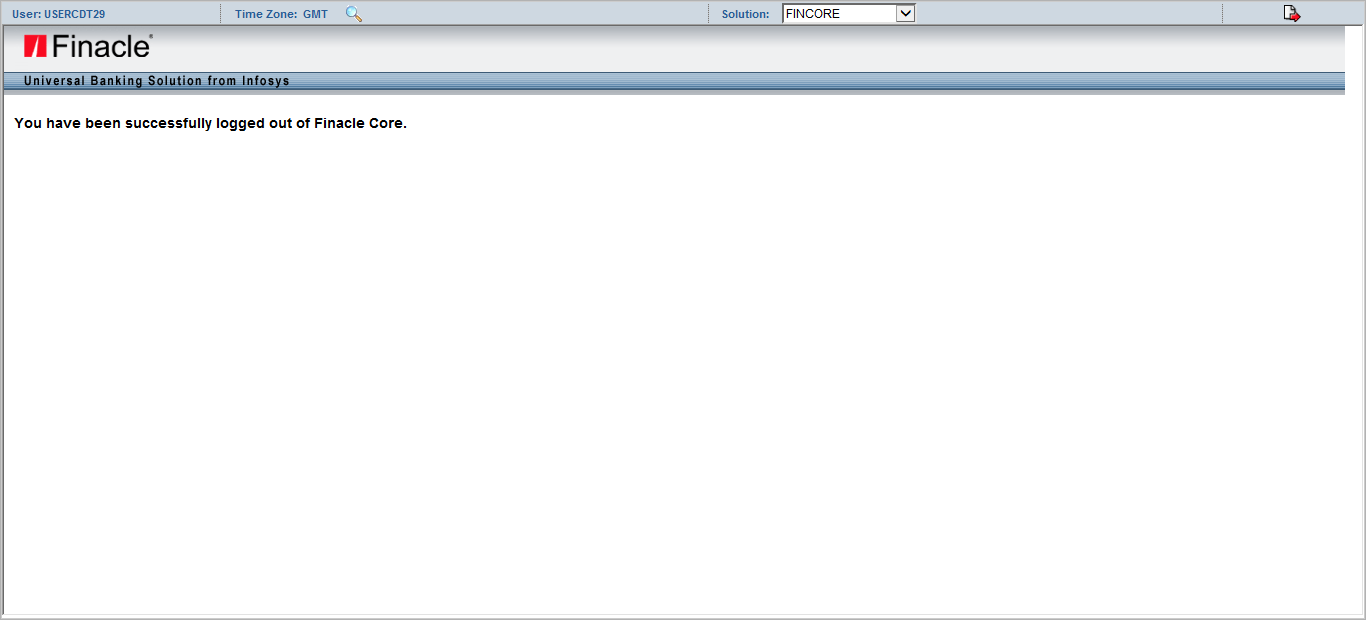 User: USERCDT29 Time Zone: GMT Solution: FINCORE
Finacle®
Universal Banking Solution from Infosys
You have been successfully logged out of Finacle Core.